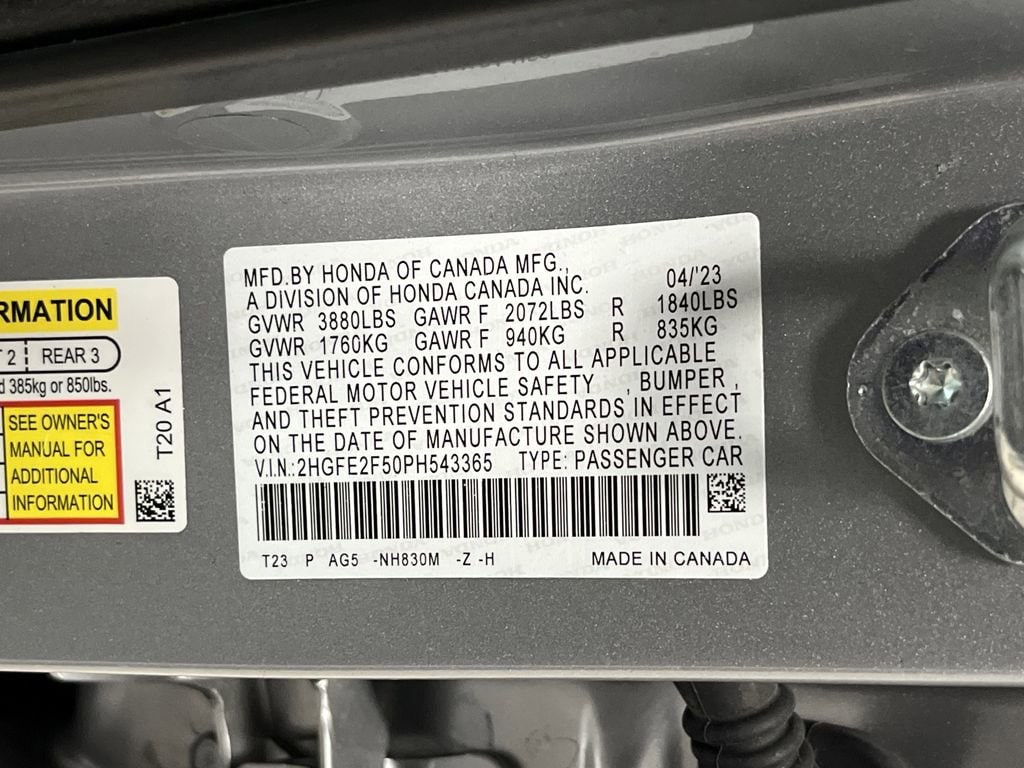 RMATION
2 REAR 3
385kg or 850lbs.
SEE OWNER'S
MANUAL FOR
ADDITIONAL
INFORMATION
T20 A1
MFD.BY HONDA OF CANADA MFG.,
A DIVISION OF HONDA CANADA INC. 04/'23
GVWR 3880LBS GAWR F 2072LBS R 1840LBS
GVWR 1760KG GAWR F 940KG R 835KG
THIS VEHICLE CONFORMS TO ALL APPLICABLE
FEDERAL MOTOR VEHICLE SAFETY , BUMPER ,
AND THEFT PREVENTION STANDARDS IN EFFECT
ON THE DATE OF MANUFACTURE SHOWN ABOVE.
V.I.N.:2HGFE2F50PH543365 TYPE: PASSENGER CAR
T23 P AG5 -NH830M -Z -H MADE IN CANADA